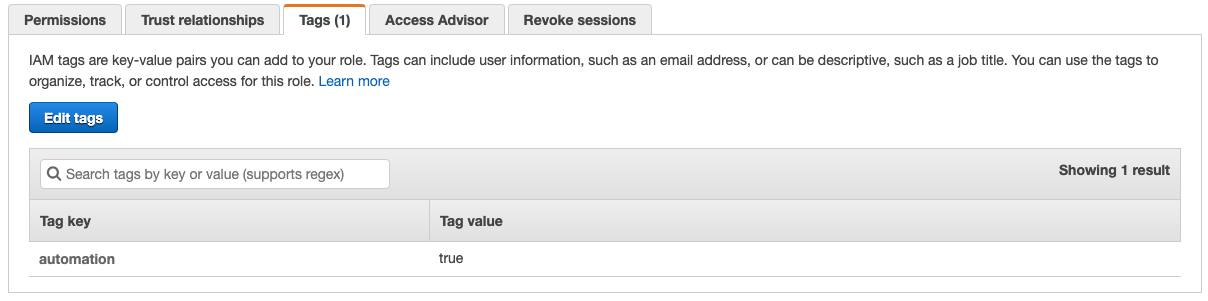 Permissions
Trust relationships
Tags (1)
Access Advisor
Revoke sessions
IAM tags are key-value pairs you can add to your role. Tags can include user information, such as an email address, or can be descriptive, such as a job title. You can use the tags to
organize, track, or control access for this role. Learn more
Edit tags
Search tags by key or value (supports regex)
Showing 1 result
Tag key
Tag value
automation
true